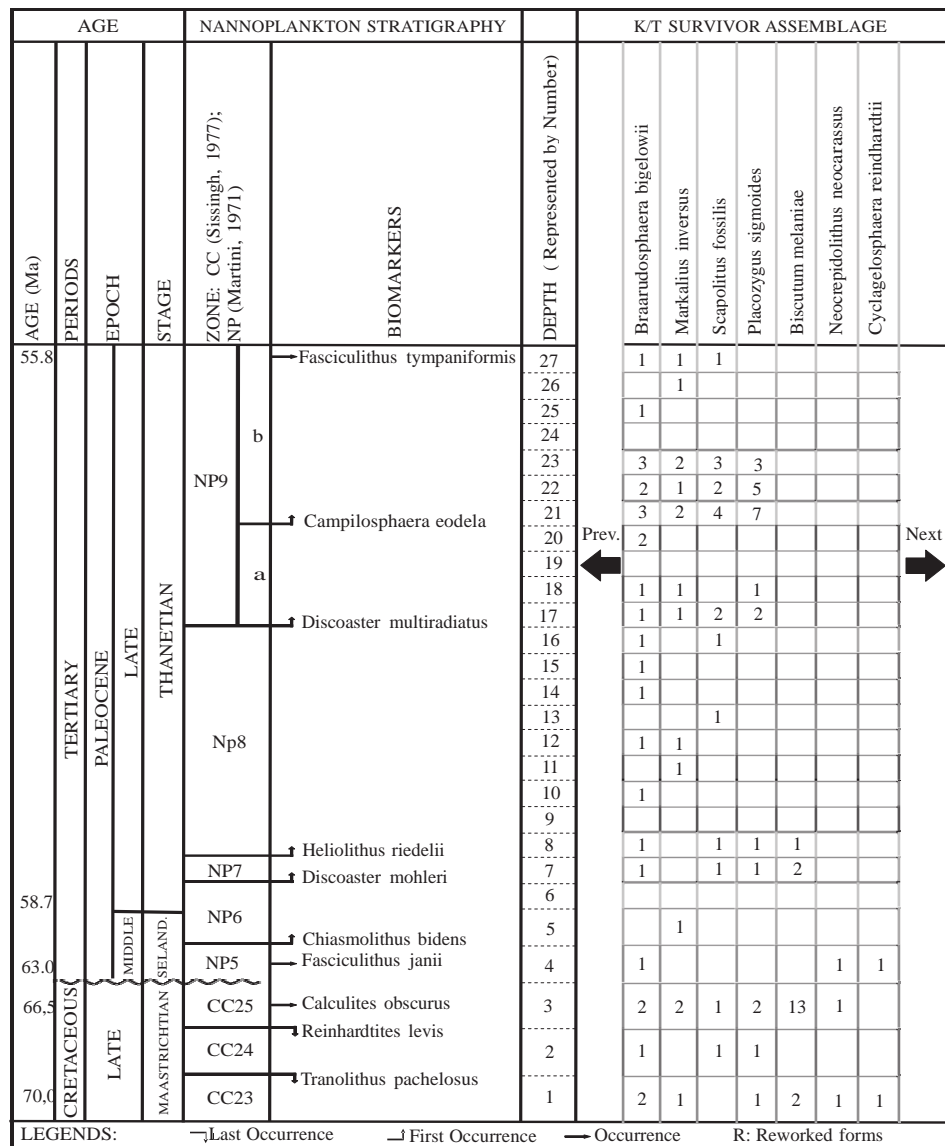 AGE NANNOPLANKTON STRATIGRAPHY K/T SURVIVOR ASSEMBLAGE
AGE (Ma)
PERIODS
EPOCH
STAGE
ZONE: CC (Sissingh, 1977);
NP (Martini, 1971)
BIOMARKERS
DEPTH ( Represented by Number)
Braarudosphaera bigelowii
Markalius inversus
Scapolitus fossilis
Placozygus sigmoides
Biscutum melaniae
Neocrepidolithus neocarassus
Cyclagelosphaera reindhardtii
55.8
58.7
63.0
66,5
70,0
TERTIARY
CRETACEOUS
PALEOCENE
LATE
MIDDLE
LATE
THANETIAN
SELAND.
MAASTRICHTIAN
NP9
b
a
Np8
NP7
NP6
NP5
CC25
CC24
CC23
Fasciculithus tympaniformis
Campilosphaera eodela
Discoaster multiradiatus
Heliolithus riedelii
Discoaster mohleri
Chiasmolithus bidens
Fasciculithus janii
Calculites obscurus
Reinhardtites levis
Tranolithus pachelosus
27 1 1 1
26 1
25 1
24
23 3 2 3 3
22 2 1 2 5
21 3 2 4 7
20 2
19
18 1 1 1
17 1 1 2 2
16 1 1
15 1
14 1
13 1
12 1 1
11 1
10 1
9
8 1 1 1 1
7 1 1 1 2
6
5 1
4 1 1 1
3 2 2 1 2 13 1
2 1 1 1
1 2 1 1 2 1 1
Prev.
Next
LEGENDS: Last Occurrence First Occurrence Occurrence R: Reworked forms